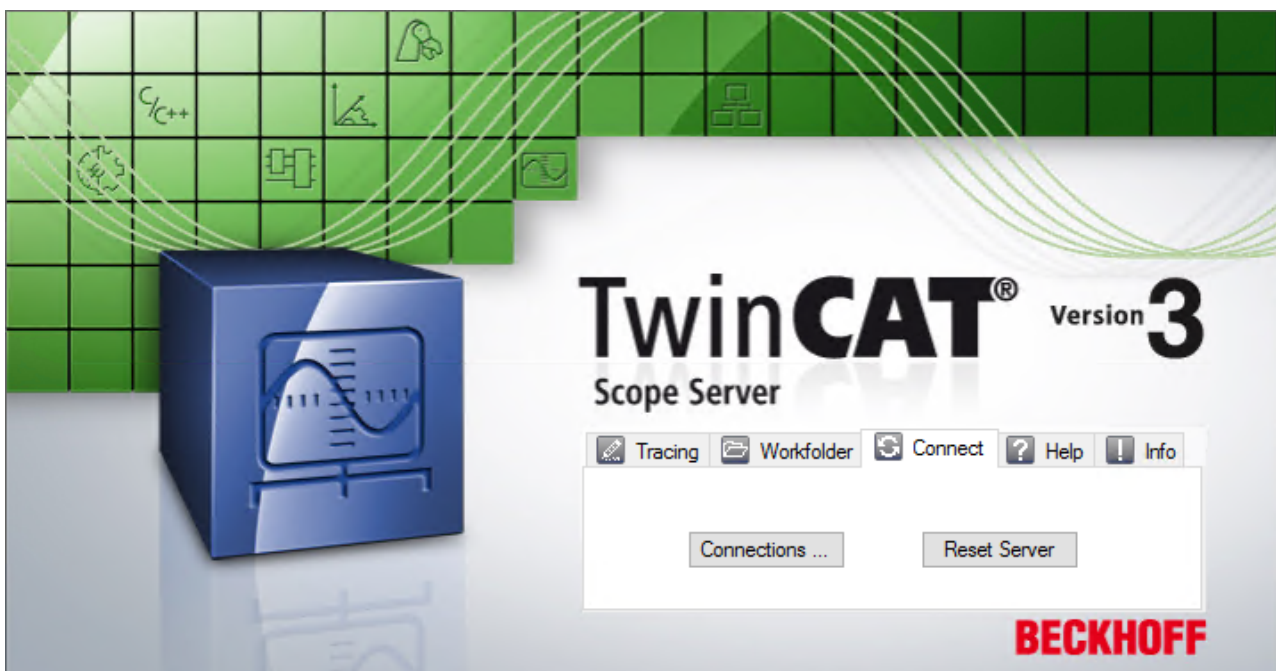 C/C++
TwinCAT® Version 3
Scope Server
Tracing Workfolder Connect ? Help ! Info
Connections ... Reset Server
BECKHOFF